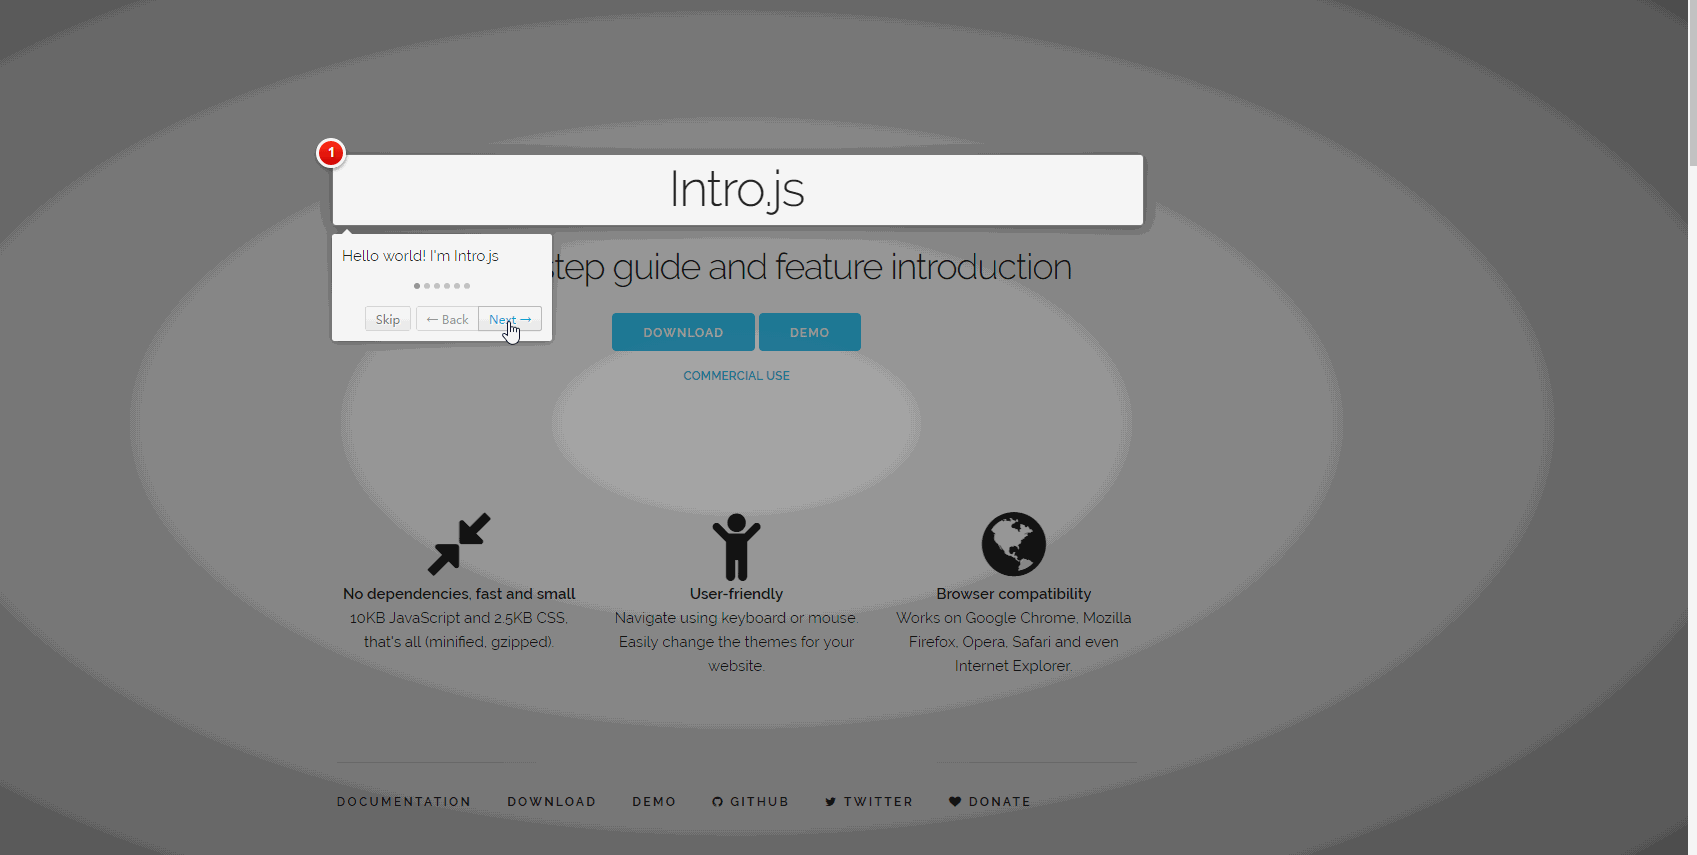 1
Intro.js
Hello world! I'm Intro.js
step guide and feature introduction
Skip
← Back
Next →
DOWNLOAD
DEMO
COMMERCIAL USE
No dependencies, fast and small
10KB JavaScript and 2.5KB CSS,
that's all (minified, gzipped).
User-friendly
Navigate using keyboard or mouse.
Easily change the themes for your
website.
Browser compatibility
Works on Google Chrome, Mozilla
Firefox, Opera, Safari and even
Internet Explorer.
DOCUMENTATION DOWNLOAD DEMO GITHUB TWITTER DONATE